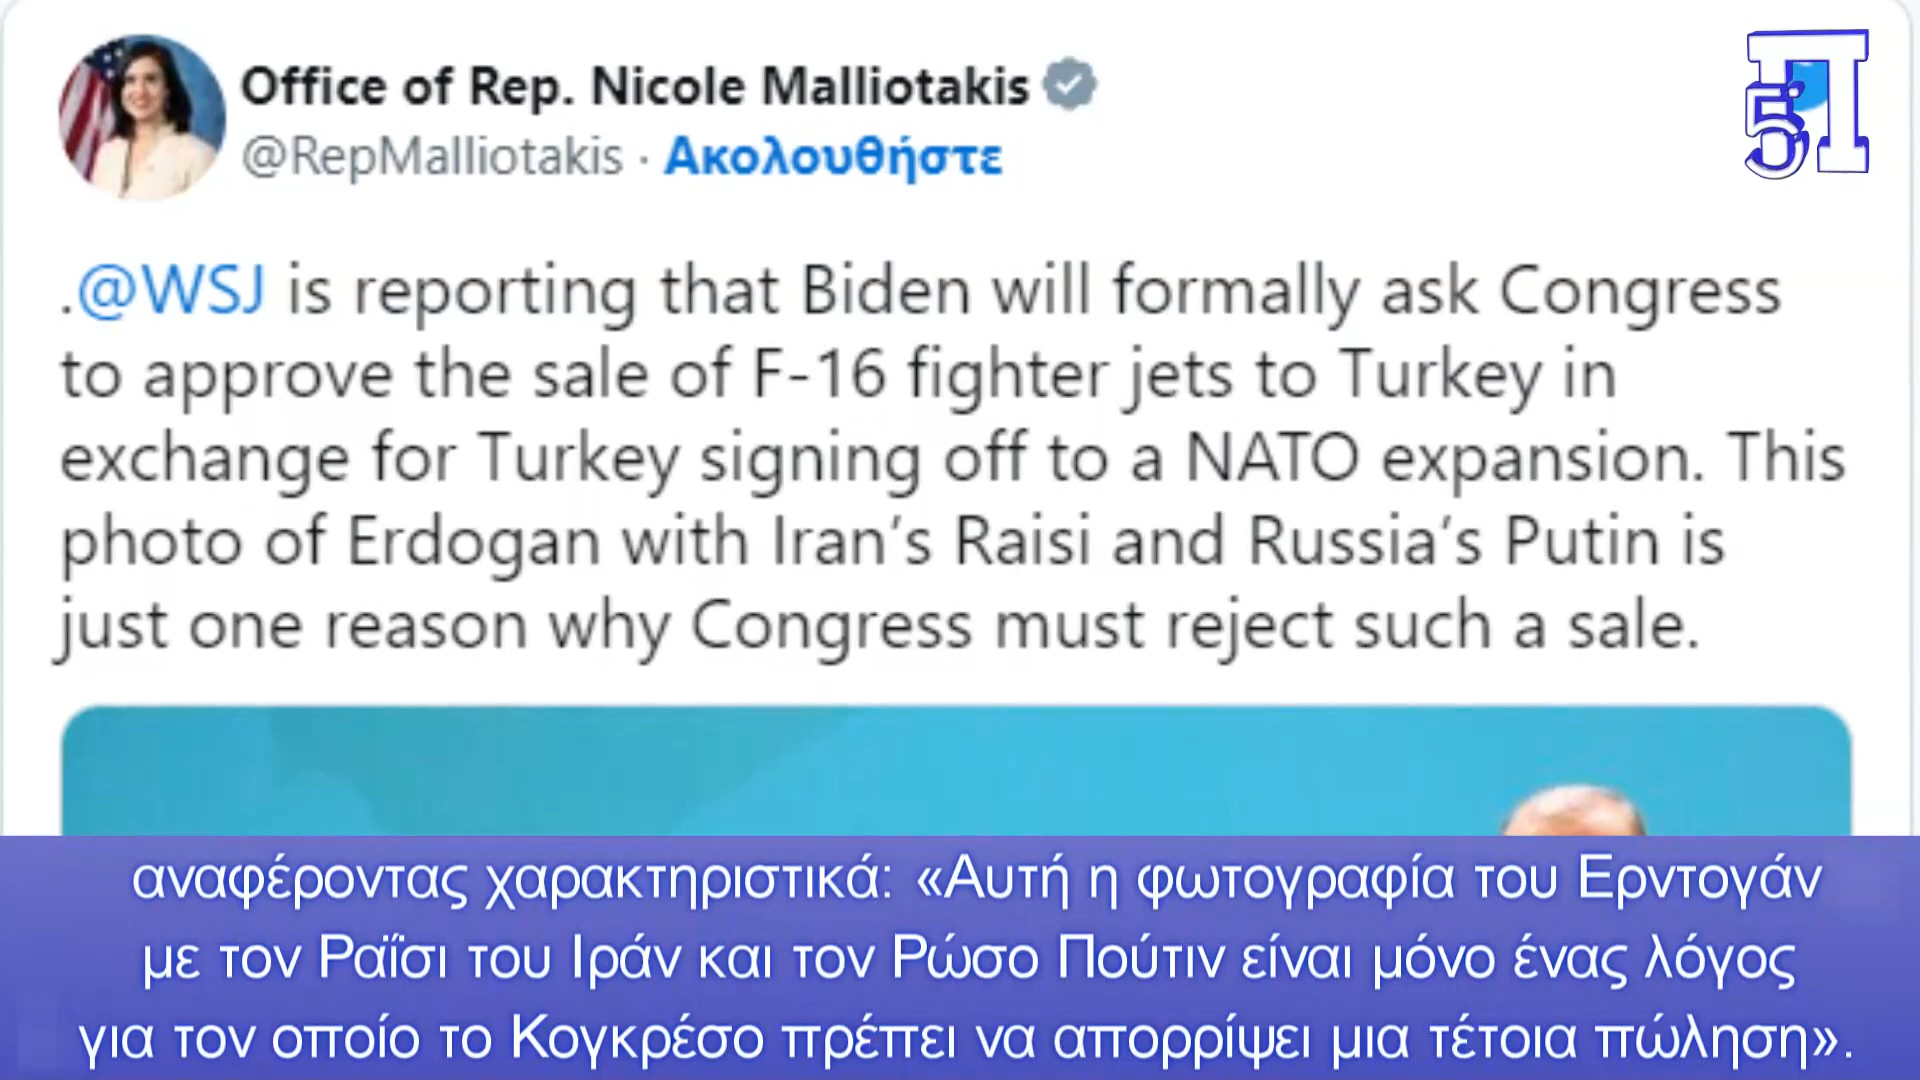 Office of Rep. Nicole Malliotakis
@RepMalliotakis · Ακολουθήστε
.@WSJ is reporting that Biden will formally ask Congress
to approve the sale of F-16 fighter jets to Turkey in
exchange for Turkey signing off to a NATO expansion. This
photo of Erdogan with Iran’s Raisi and Russia’s Putin is
just one reason why Congress must reject such a sale.
5Π
αναφέροντας χαρακτηριστικά: «Αυτή η φωτογραφία του Ερντογάν
με τον Ραΐσι του Ιράν και τον Ρώσο Πούτιν είναι μόνο ένας λόγος
για τον οποίο το Κογκρέσο πρέπει να απορρίψει μια τέτοια πώληση».